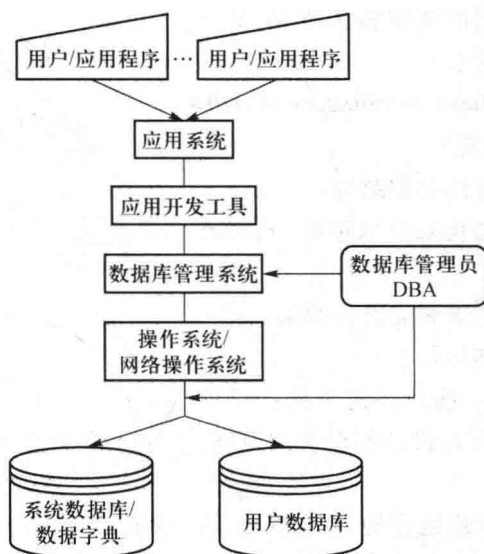 用户/应用程序 … 用户/应用程序
应用系统
应用开发工具
数据库管理系统
数据库管理员
DBA
操作系统/
网络操作系统
系统数据库/
数据字典
用户数据库